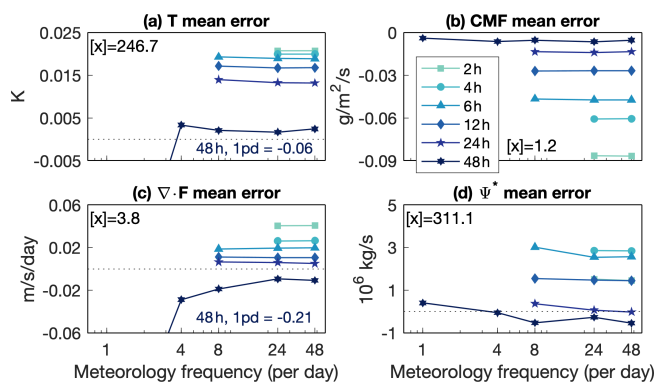 (a) T mean error
(b) CMF mean error
0.025
0.015
0.005
-0.005
K
[x]=246.7
48h, 1pd = -0.06
0
-0.03
-0.06
-0.09
g/m²/s
2h
4h
6h
12h
24h
48h
[x]=1.2
(c) ∇·F mean error
(d) Ψ* mean error
0.06
0.02
-0.02
-0.06
m/s/day
[x]=3.8
48h, 1pd = -0.21
1 4 8 24 48
Meteorology frequency (per day)
5
3
1
-1
10⁶ kg/s
[x]=311.1
1 4 8 24 48
Meteorology frequency (per day)